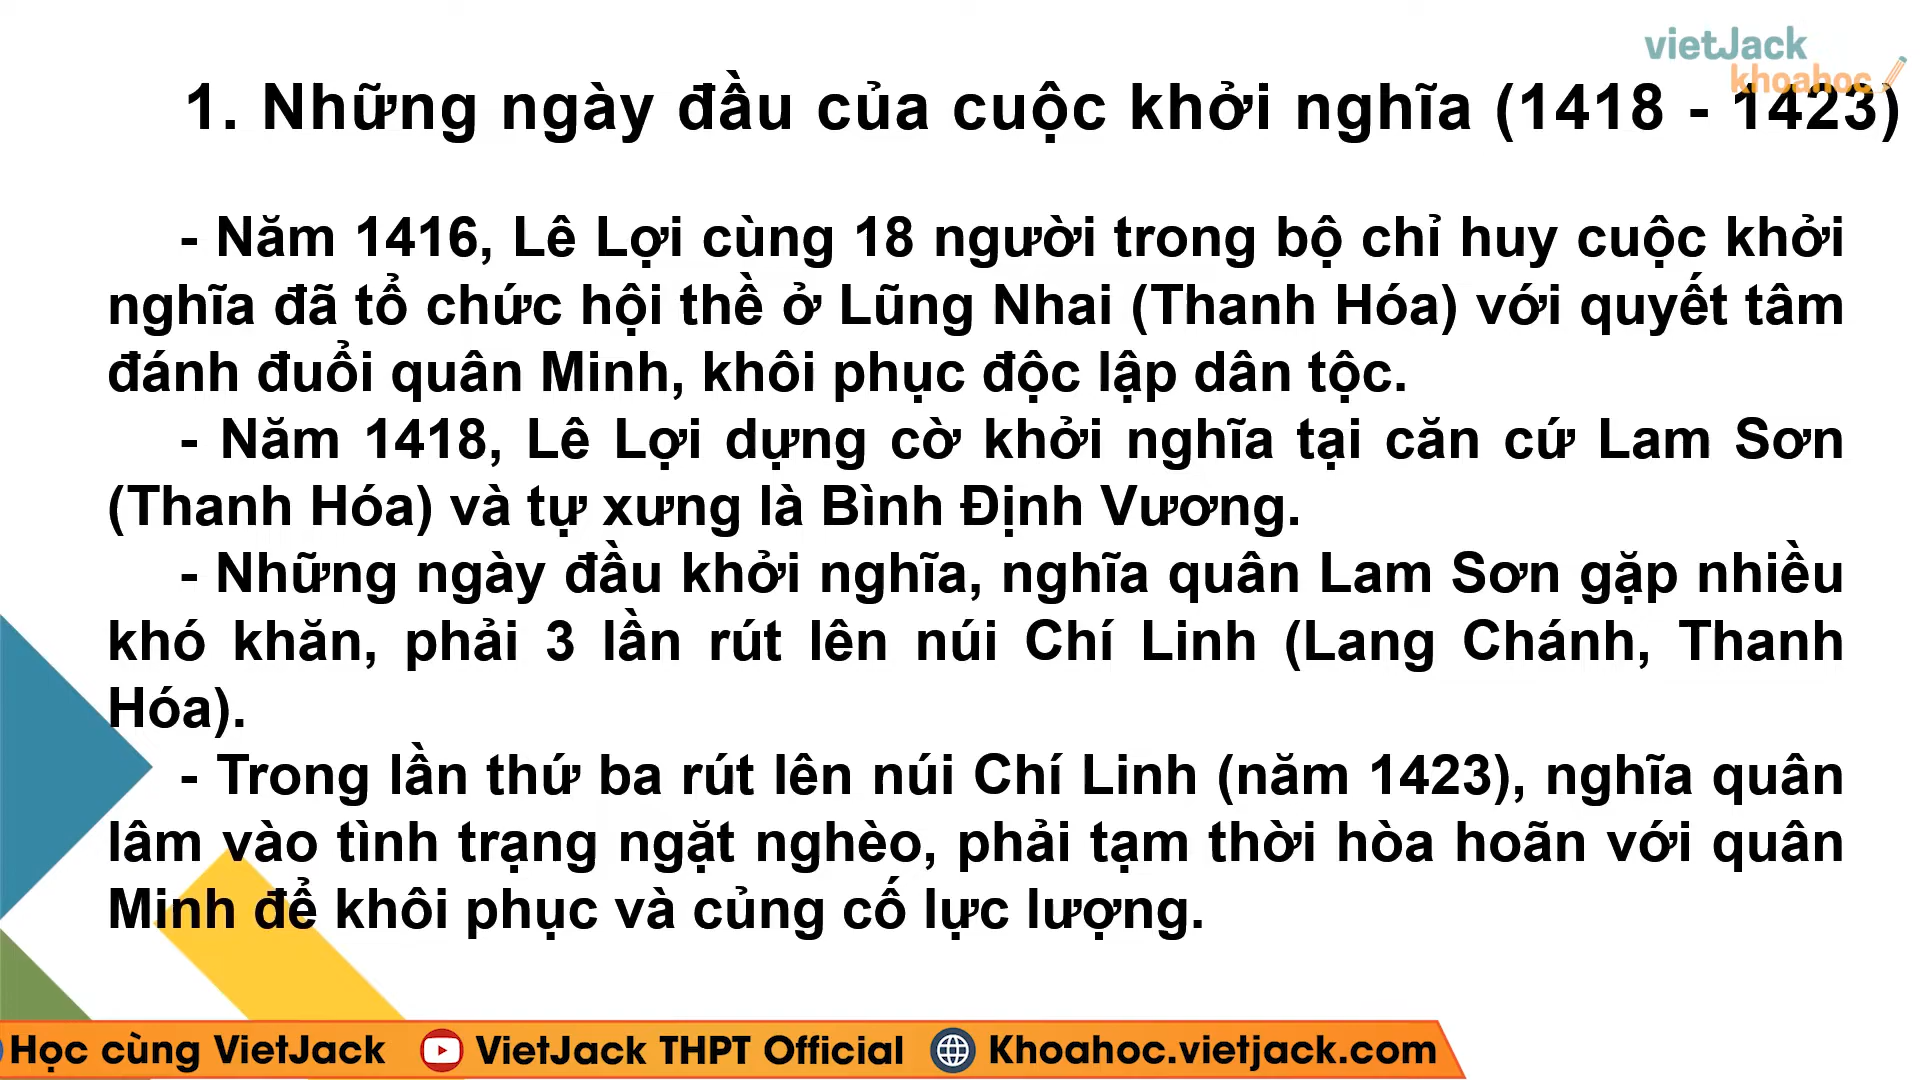 vietJack
khoahoc
1. Những ngày đầu của cuộc khởi nghĩa (1418 - 1423)
- Năm 1416, Lê Lợi cùng 18 người trong bộ chỉ huy cuộc khởi
nghĩa đã tổ chức hội thề ở Lũng Nhai (Thanh Hóa) với quyết tâm
đánh đuổi quân Minh, khôi phục độc lập dân tộc.
- Năm 1418, Lê Lợi dựng cờ khởi nghĩa tại căn cứ Lam Sơn
(Thanh Hóa) và tự xưng là Bình Định Vương.
- Những ngày đầu khởi nghĩa, nghĩa quân Lam Sơn gặp nhiều
khó khăn, phải 3 lần rút lên núi Chí Linh (Lang Chánh, Thanh
Hóa).
- Trong lần thứ ba rút lên núi Chí Linh (năm 1423), nghĩa quân
lâm vào tình trạng ngặt nghèo, phải tạm thời hòa hoãn với quân
Minh để khôi phục và củng cố lực lượng.
Học cùng VietJack VietJack THPT Official Khoahoc.vietjack.com